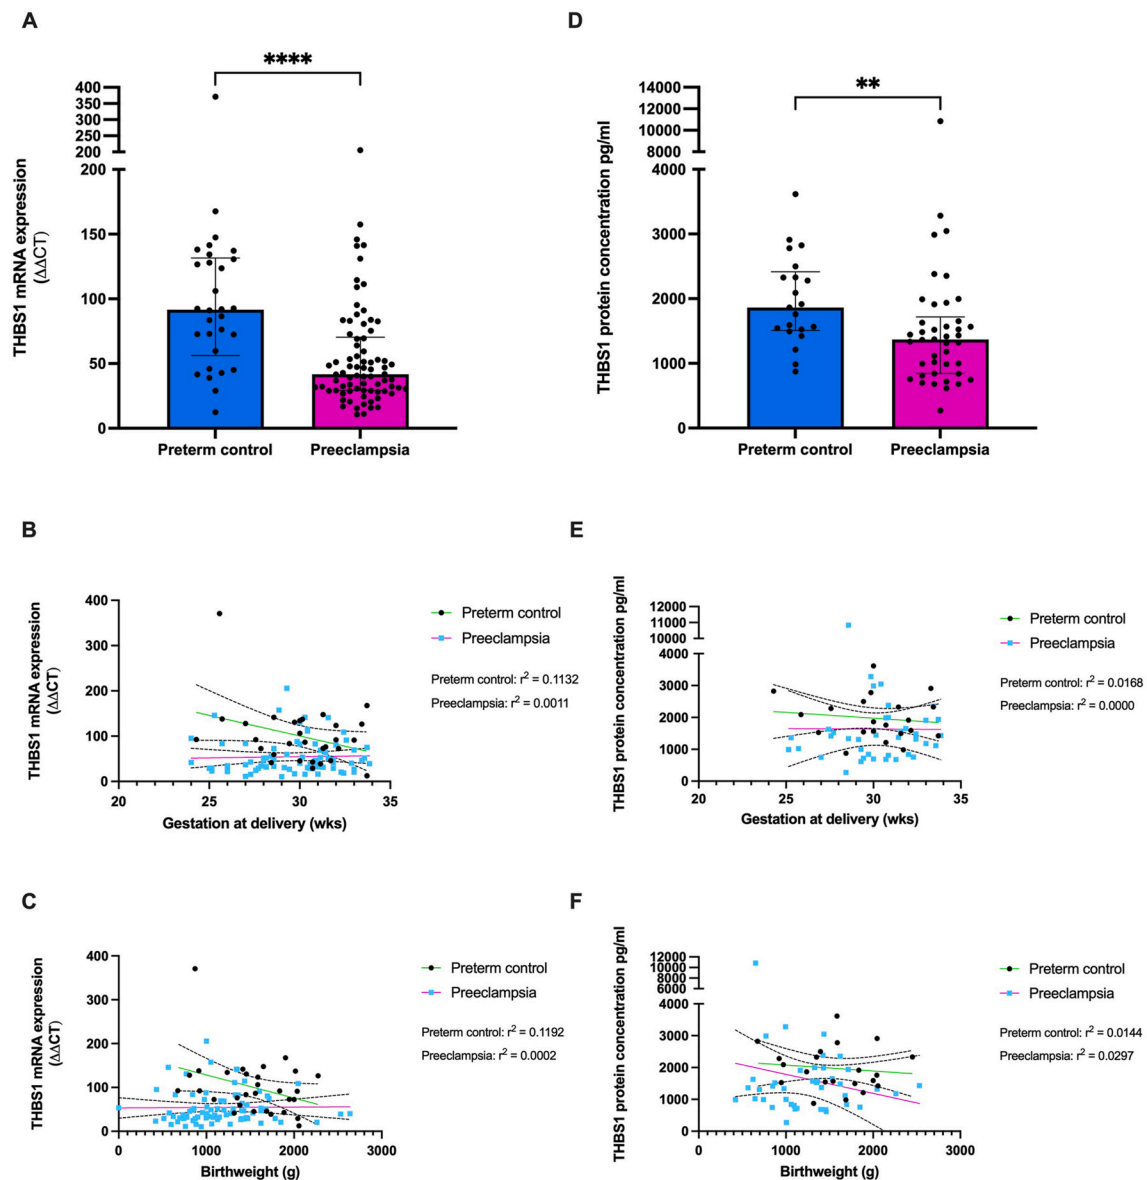 A
****
THBS1 mRNA expression
(ΔΔCT)
400
350
300
250
200
200
150
100
50
0
Preterm control
Preeclampsia
D
**
THBS1 protein concentration pg/ml
14000
12000
10000
8000
4000
3000
2000
1000
0
Preterm control
Preeclampsia
B
THBS1 mRNA expression
(ΔΔCT)
400
300
200
100
0
20
25
30
35
Gestation at delivery (wks)
Preterm control
Preeclampsia
Preterm control: r² = 0.1132
Preeclampsia: r² = 0.0011
E
THBS1 protein concentration pg/ml
12000
11000
10000
4000
3000
2000
1000
0
20
25
30
35
Gestation at delivery (wks)
Preterm control
Preeclampsia
Preterm control: r² = 0.0168
Preeclampsia: r² = 0.0000
C
THBS1 mRNA expression
(ΔΔCT)
400
300
200
100
0
0
1000
2000
3000
Birthweight (g)
Preterm control
Preeclampsia
Preterm control: r² = 0.1192
Preeclampsia: r² = 0.0002
F
THBS1 protein concentration pg/ml
12000
10000
8000
6000
4000
3000
2000
1000
0
0
1000
2000
3000
Birthweight (g)
Preterm control
Preeclampsia
Preterm control: r² = 0.0144
Preeclampsia: r² = 0.0297